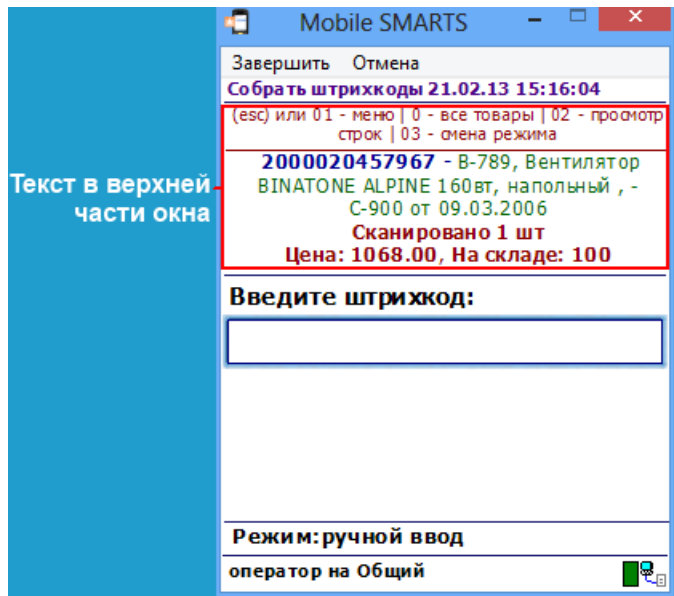 Mobile SMARTS
Завершить Отмена
Собрать штрихкоды 21.02.13 15:16:04
(esc) или 01 - меню | 0 - все товары | 02 - просмотр
строк | 03 - смена режима
2000020457967 - В-789, Вентилятор
BINATONE ALPINE 160вт, напольный , -
С-900 от 09.03.2006
Сканировано 1 шт
Цена: 1068.00, На складе: 100
Текст в верхней
части окна
Введите штрихкод:
Режим:ручной ввод
оператор на Общий